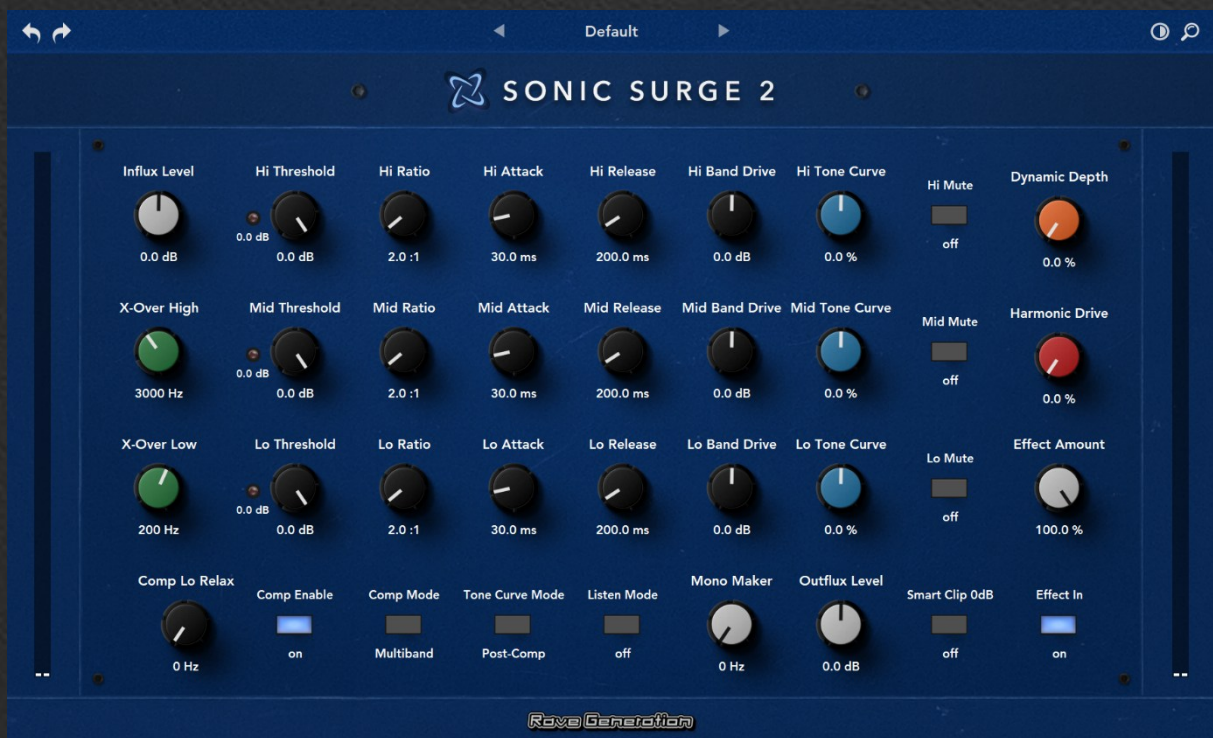 Default
SONIC SURGE 2
Influx Level
Hi Threshold
Hi Ratio
Hi Attack
Hi Release
Hi Band Drive
Hi Tone Curve
Hi Mute
Dynamic Depth
0.0 dB
0.0 dB
0.0 dB
2.0 :1
30.0 ms
200.0 ms
0.0 dB
0.0 %
off
0.0 %
X-Over High
Mid Threshold
Mid Ratio
Mid Attack
Mid Release
Mid Band Drive
Mid Tone Curve
Mid Mute
Harmonic Drive
3000 Hz
0.0 dB
0.0 dB
2.0 :1
30.0 ms
200.0 ms
0.0 dB
0.0 %
off
0.0 %
X-Over Low
Lo Threshold
Lo Ratio
Lo Attack
Lo Release
Lo Band Drive
Lo Tone Curve
Lo Mute
Effect Amount
200 Hz
0.0 dB
0.0 dB
2.0 :1
30.0 ms
200.0 ms
0.0 dB
0.0 %
off
100.0 %
Comp Lo Relax
Comp Enable
Comp Mode
Tone Curve Mode
Listen Mode
Mono Maker
Outflux Level
Smart Clip 0dB
Effect In
0 Hz
on
Multiband
Post-Comp
off
0 Hz
0.0 dB
off
on
--
--
Rave Generation